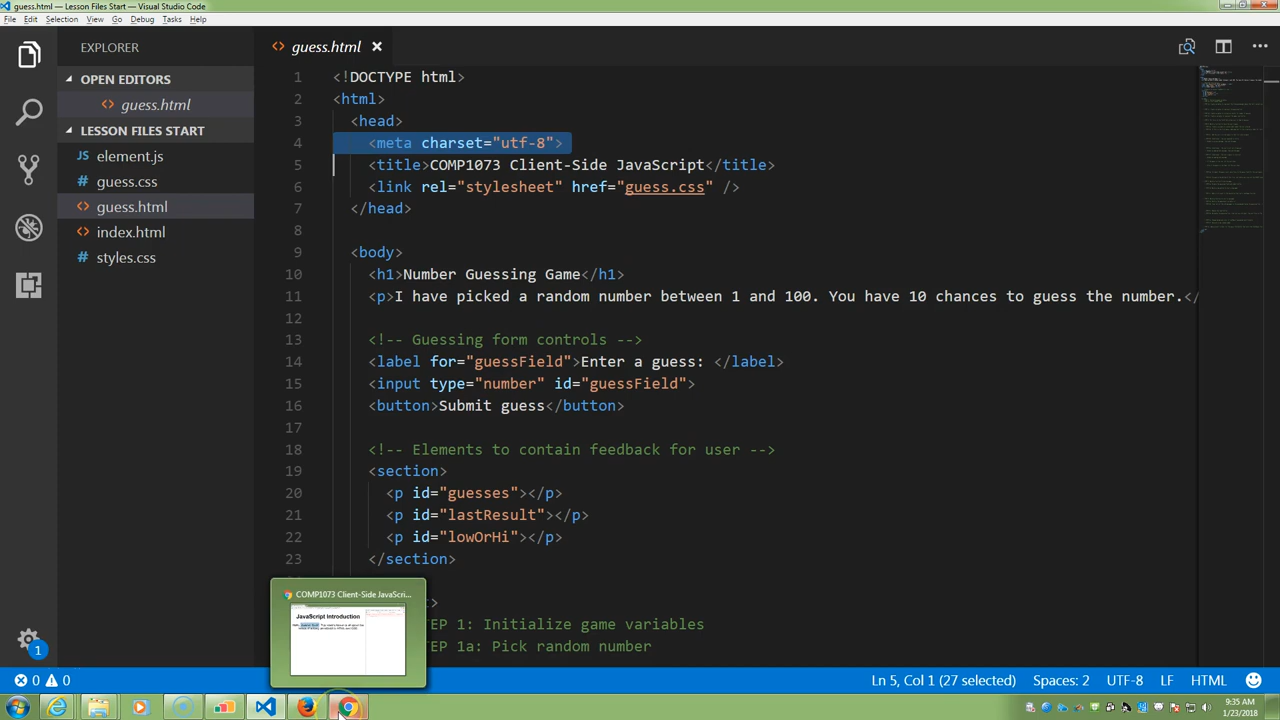 guess.html - Lesson Files Start - Visual Studio Code
File Edit Selection View Go Debug Tasks Help
EXPLORER
OPEN EDITORS
guess.html
LESSON FILES START
element.js
guess.css
guess.html
index.html
styles.css
1
guess.html
1 <!DOCTYPE html>
2 <html>
3 <head>
4 <meta charset="utf-8">
5 title COMP1073 Client-Side JavaScript</title>
6 <link rel="stylesheet" href="guess.css" />
7 </head>
8
9 <body>
10 <h1>Number Guessing Game</h1>
11 <p>I have picked a random number between 1 and 100. You have 10 chances to guess the number.</
12
13 <!-- Guessing form controls -->
14 <label for="guessField">Enter a guess: </label>
15 <input type="number" id="guessField">
16 <button>Submit guess</button>
17
18 <!-- Elements to contain feedback for user -->
19 <section>
20 <p id="guesses"></p>
21 <p id="lastResult"></p>
22 <p id="lowOrHi"></p>
23 </section>
t>
TEP 1: Initialize game variables
TEP 1a: Pick random number
COMP1073 Client-Side JavaScri...
JavaScript Introduction
0 0
Ln 5, Col 1 (27 selected) Spaces: 2 UTF-8 LF HTML
9:35 AM
1/23/2018